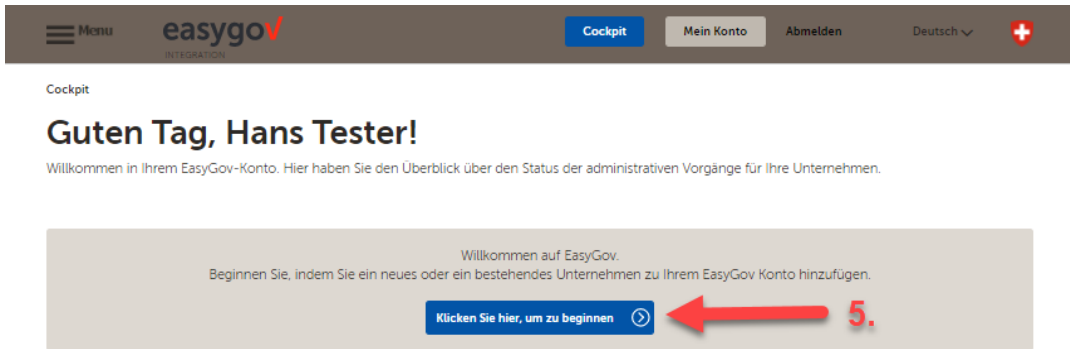 Menu
easygov
INTEGRATION
Cockpit
Mein Konto
Abmelden
Deutsch
Cockpit
Guten Tag, Hans Tester!
Willkommen in Ihrem EasyGov-Konto. Hier haben Sie den Überblick über den Status der administrativen Vorgänge für Ihre Unternehmen.
Willkommen auf EasyGov.
Beginnen Sie, indem Sie ein neues oder ein bestehendes Unternehmen zu Ihrem EasyGov Konto hinzufügen.
Klicken Sie hier, um zu beginnen
5.